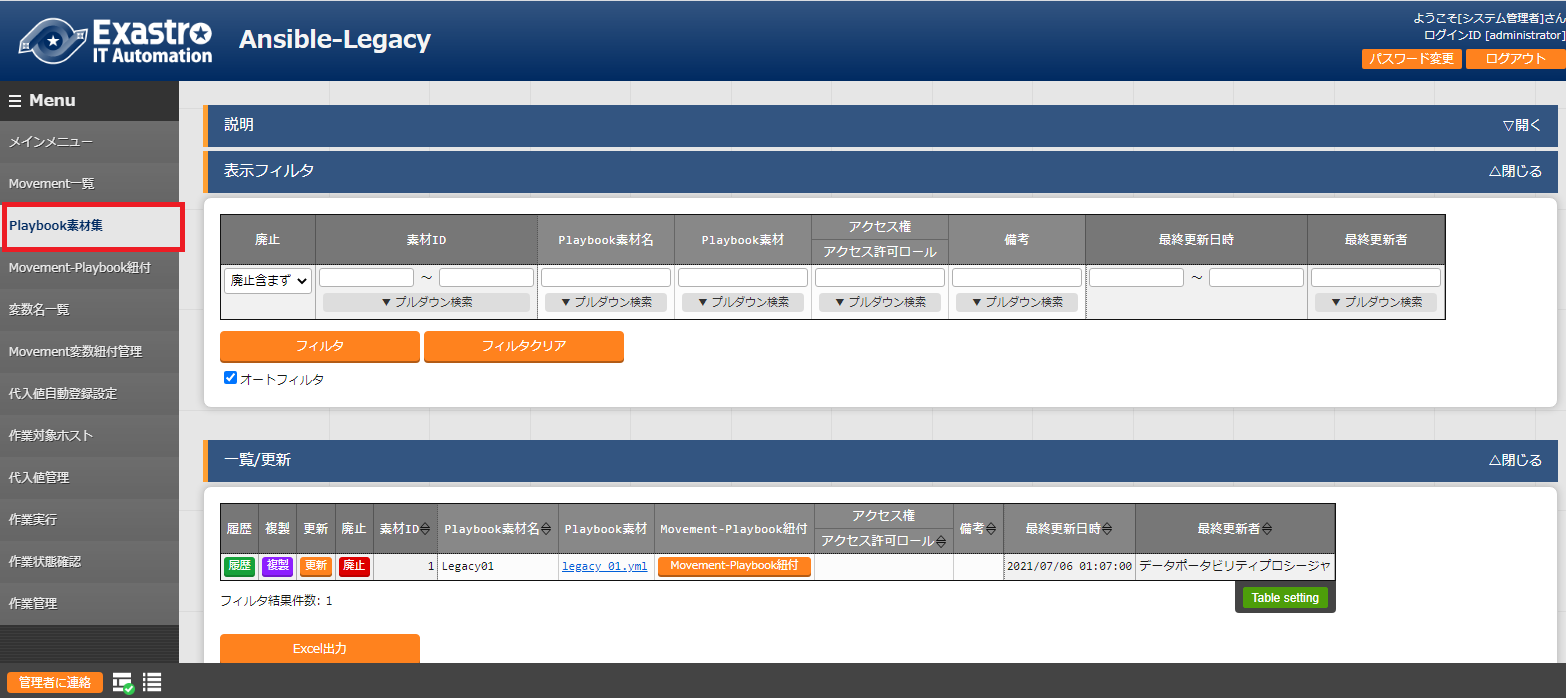 Exastro
IT Automation
Ansible-Legacy
ようこそ[システム管理者]さん
ログインID [administrator]
パスワード変更 ログアウト
Menu
メインメニュー
Movement一覧
Playbook素材集
Movement-Playbook紐付
変数名一覧
Movement変数紐付管理
代入値自動登録設定
作業対象ホスト
代入値管理
作業実行
作業状態確認
作業管理
管理者に連絡
説明 ▽開く
表示フィルタ △閉じる
廃止 素材ID Playbook素材名 Playbook素材 アクセス権 備考 最終更新日時 最終更新者
アクセス許可ロール
廃止含まず ～ ～
▼ プルダウン検索 ▼ プルダウン検索 ▼ プルダウン検索 ▼ プルダウン検索 ▼ プルダウン検索 ▼ プルダウン検索
フィルタ フィルタクリア
オートフィルタ
一覧/更新 △閉じる
履歴 複製 更新 廃止 素材ID Playbook素材名 Playbook素材 Movement-Playbook紐付 アクセス権 備考 最終更新日時 最終更新者
アクセス許可ロール
履歴 複製 更新 廃止 1 Legacy01 legacy_01.yml Movement-Playbook紐付 2021/07/06 01:07:00 データポータビリティプロシージャ
フィルタ結果件数: 1
Table setting
Excel出力